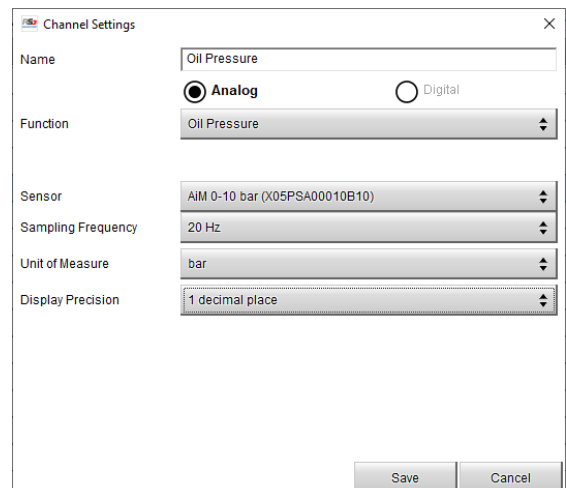 Channel Settings
Name Oil Pressure
Analog Digital
Function Oil Pressure
Sensor AiM 0-10 bar (X05PSA00010B10)
Sampling Frequency 20 Hz
Unit of Measure bar
Display Precision 1 decimal place
Save Cancel